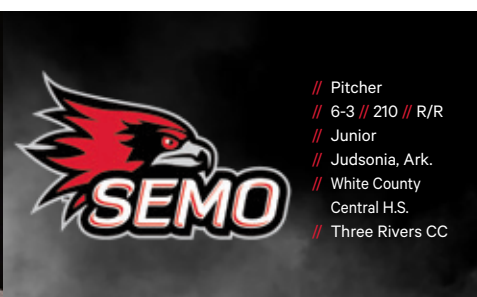 SEMO
// Pitcher
// 6-3 // 210 // R/R
// Junior
// Judsonia, Ark.
// White County
Central H.S.
// Three Rivers CC